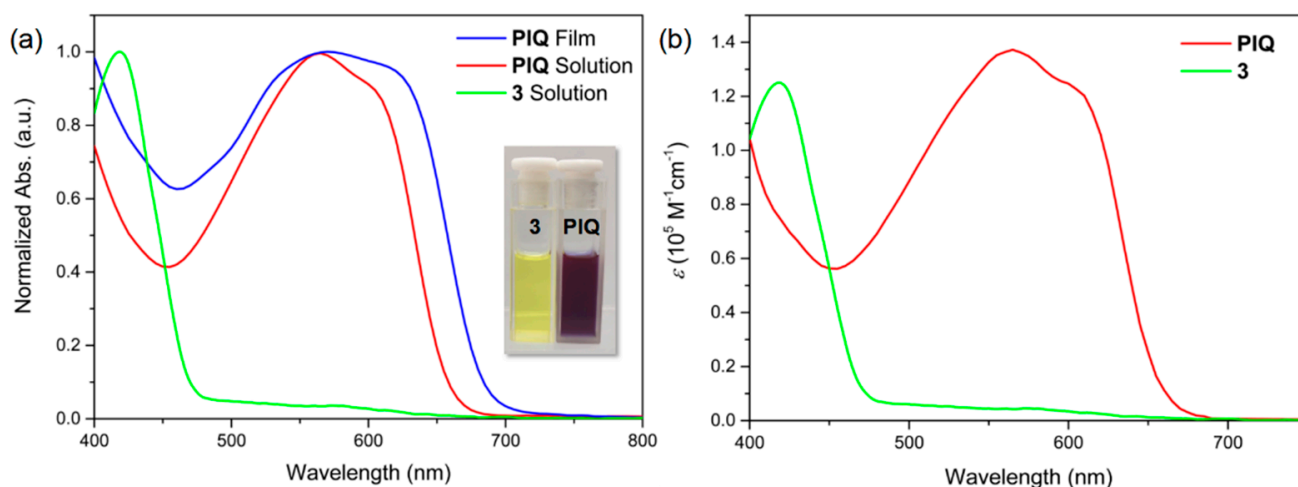 (a)
PIQ Film
PIQ Solution
3 Solution
3 PIQ
Normalized Abs. (a.u.)
1.0
0.8
0.6
0.4
0.2
0.0
400 500 600 700 800
Wavelength (nm)
(b)
PIQ
3
ε (10⁵ M⁻¹cm⁻¹)
1.4
1.2
1.0
0.8
0.6
0.4
0.2
0.0
400 500 600 700
Wavelength (nm)